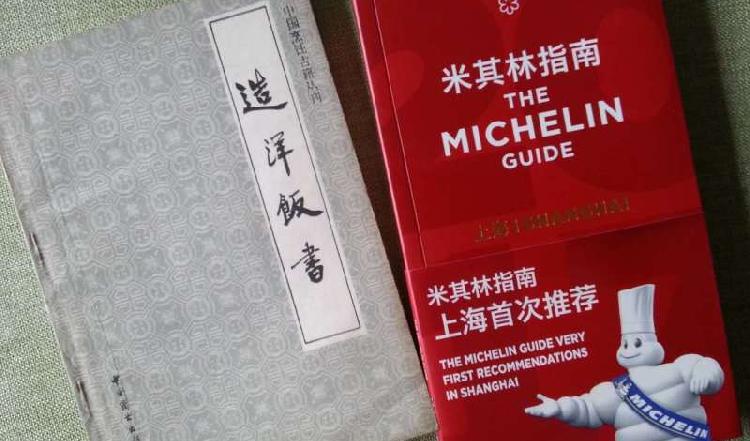 中国烹饪古籍丛刊
造洋飯書
米其林指南
THE
MICHELIN
GUIDE
上海 | SHANGHAI
米其林指南
上海首次推荐
THE MICHELIN GUIDE VERY
FIRST RECOMMENDATIONS
IN SHANGHAI
MICHELIN